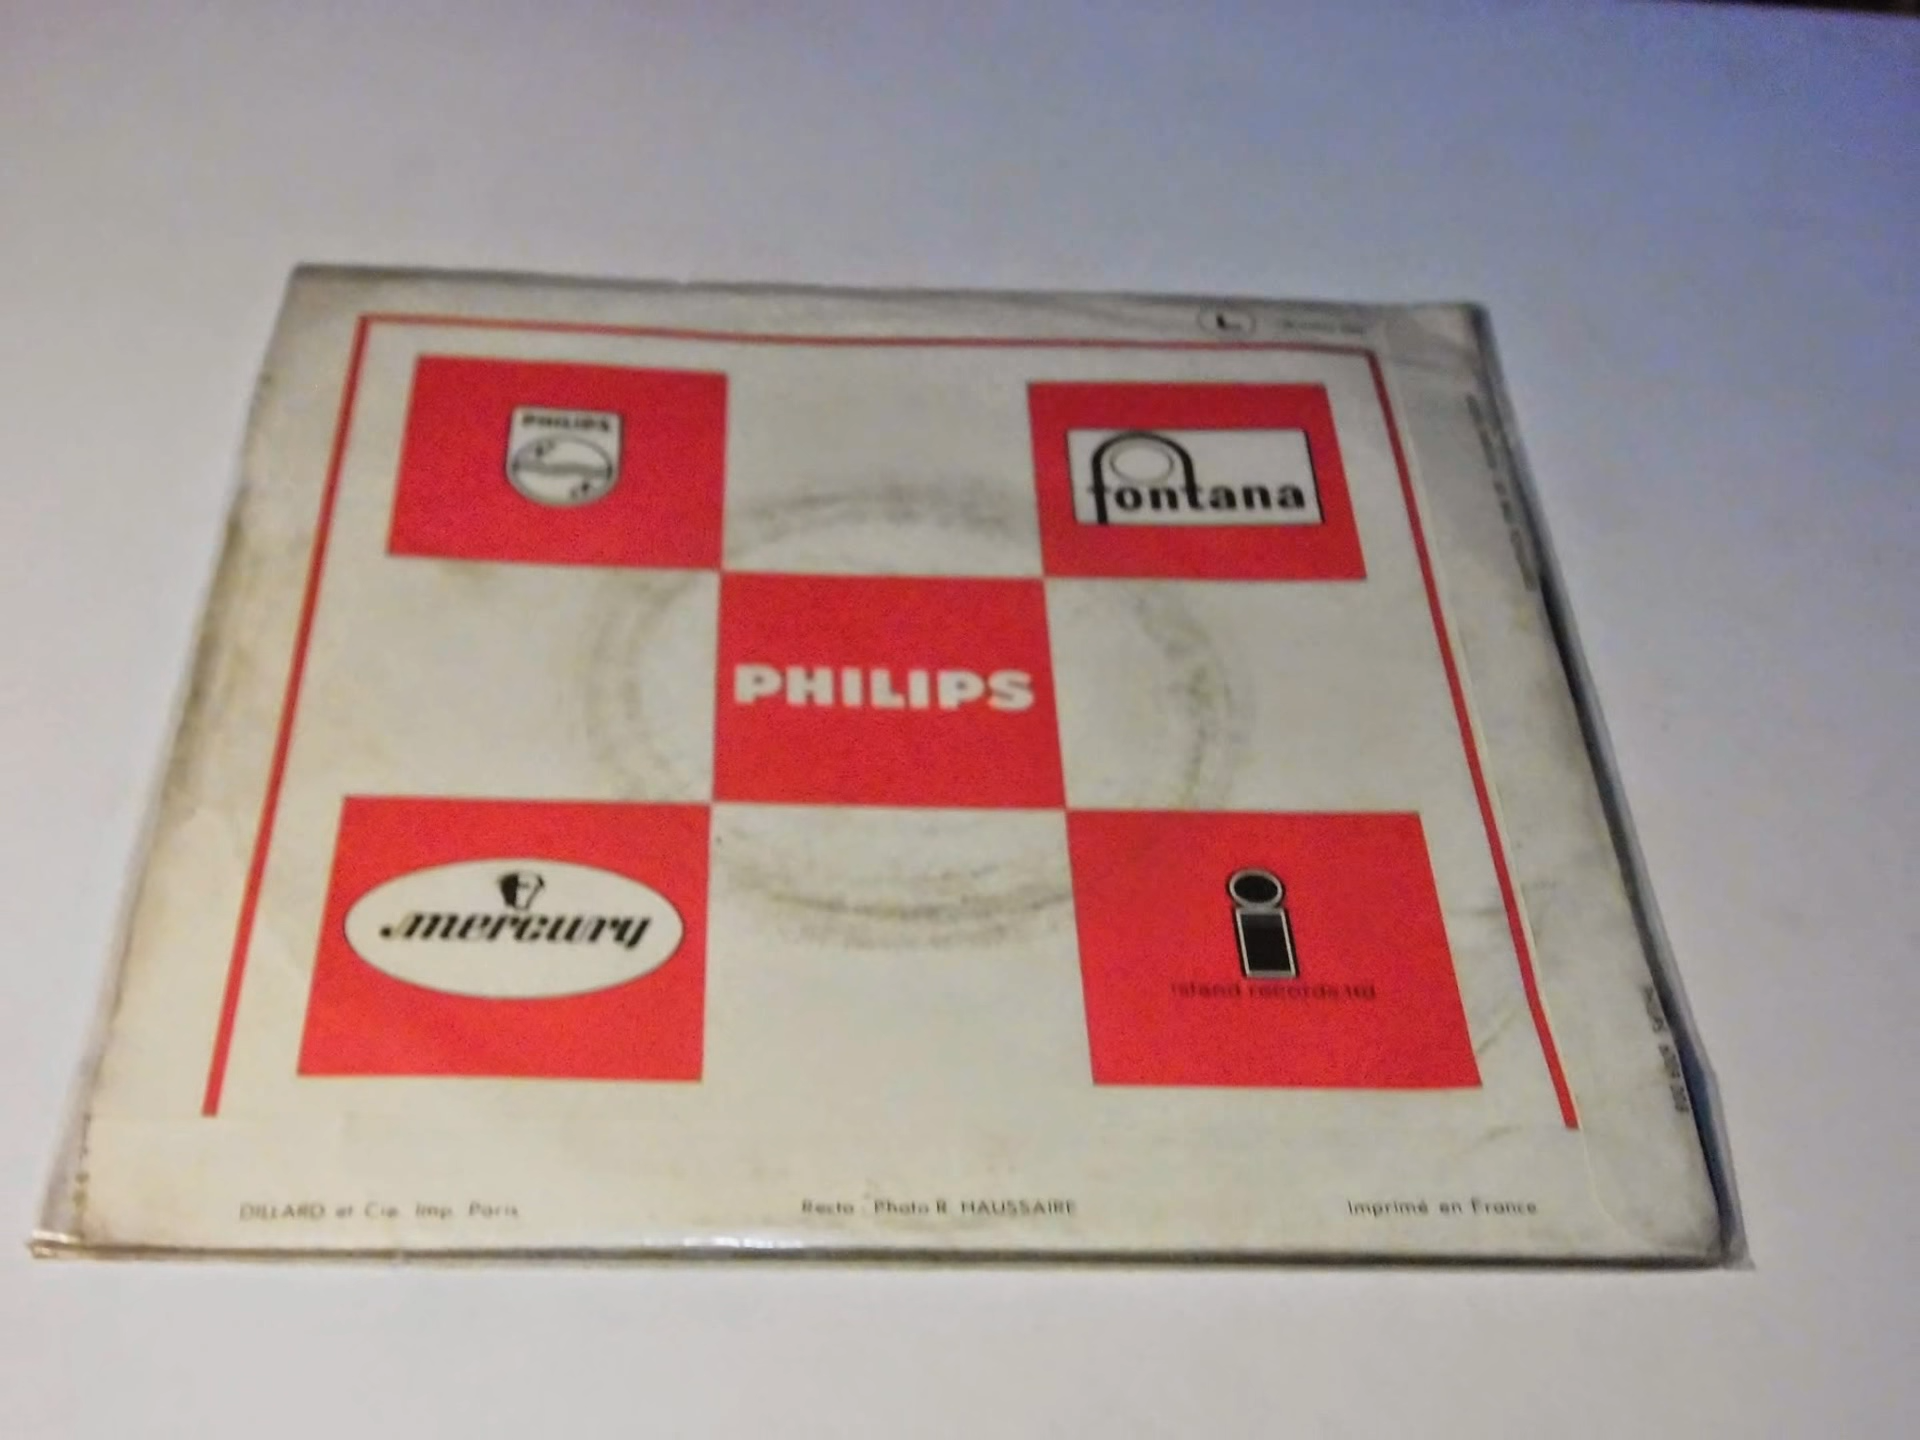 L
PHILIPS
fontana
PHILIPS
mercury
island records ltd
DILLARD et Cie. Imp. Paris
Recto : Photo R. HAUSSAIRE
Imprimé en France